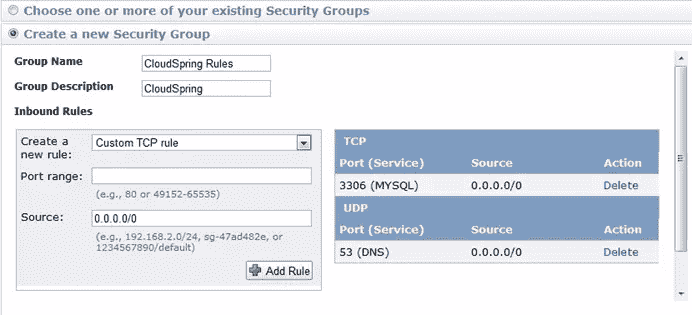 Choose one or more of your existing Security Groups
Create a new Security Group
Group Name CloudSpring Rules
Group Description CloudSpring
Inbound Rules
Create a new rule: Custom TCP rule
Port range:
(e.g., 80 or 49152-65535)
Source: 0.0.0.0/0
(e.g., 192.168.2.0/24, sg-47ad482e, or
1234567890/default)
Add Rule
TCP
Port (Service) Source Action
3306 (MYSQL) 0.0.0.0/0 Delete
UDP
Port (Service) Source Action
53 (DNS) 0.0.0.0/0 Delete